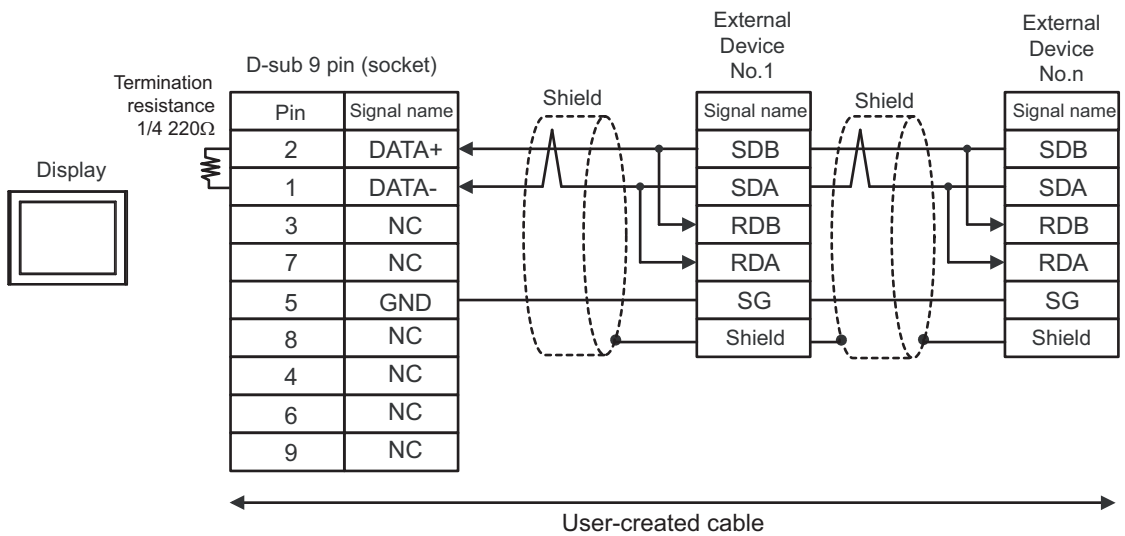 External
Device
No.1
External
Device
No.n
D-sub 9 pin (socket)
Termination
resistance
1/4 220Ω
Display
Shield
Shield
Pin Signal name
2 DATA+
1 DATA-
3 NC
7 NC
5 GND
8 NC
4 NC
6 NC
9 NC
Signal name
SDB
SDA
RDB
RDA
SG
Shield
Signal name
SDB
SDA
RDB
RDA
SG
Shield
User-created cable